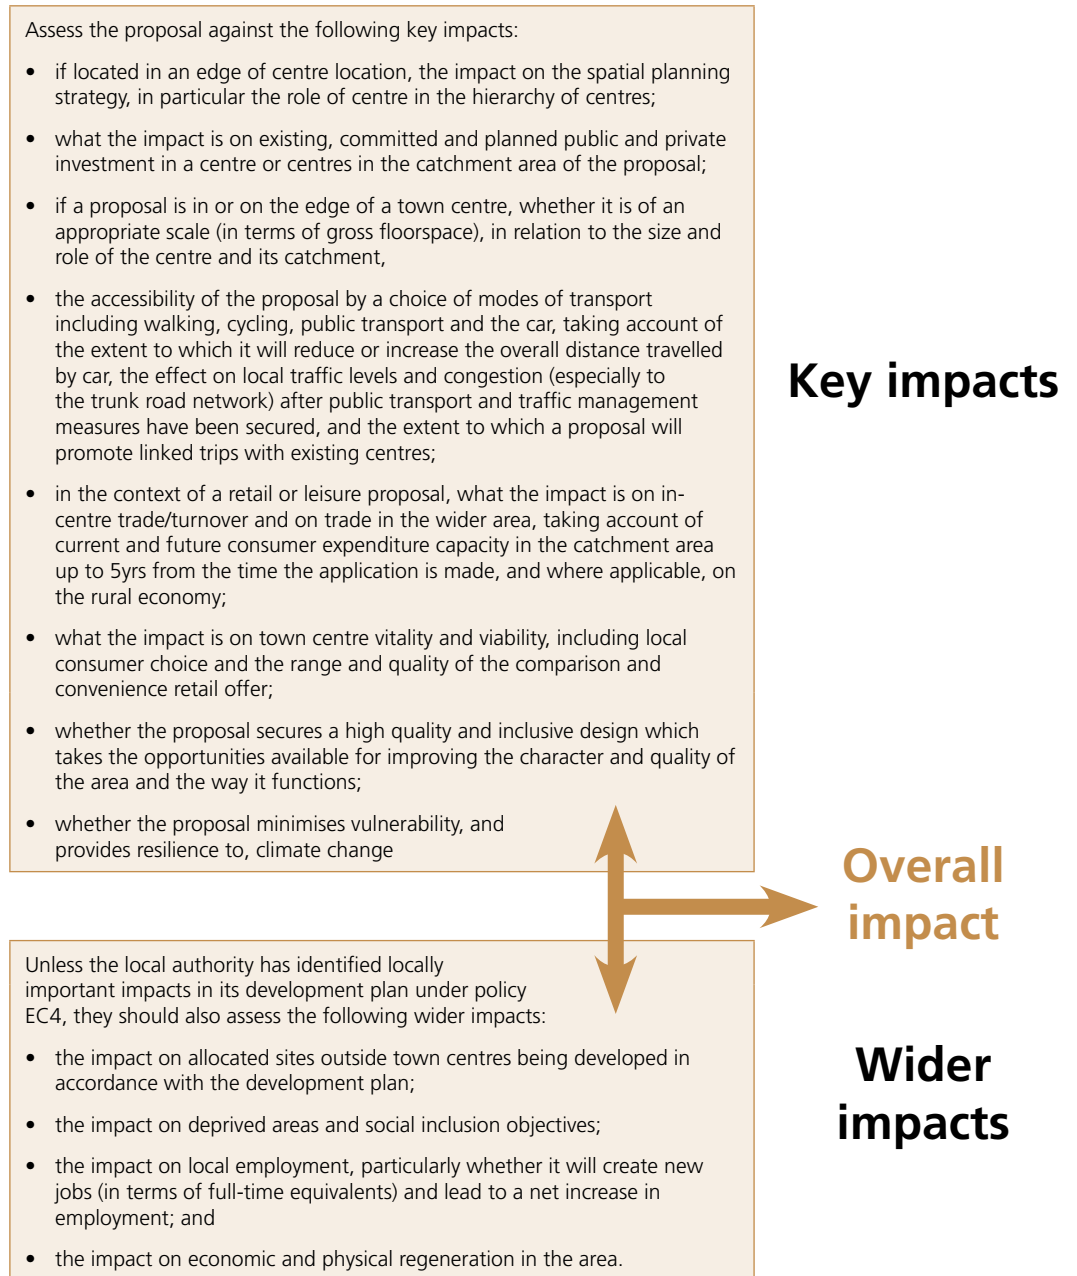 Assess the proposal against the following key impacts:
• if located in an edge of centre location, the impact on the spatial planning
strategy, in particular the role of centre in the hierarchy of centres;
• what the impact is on existing, committed and planned public and private
investment in a centre or centres in the catchment area of the proposal;
• if a proposal is in or on the edge of a town centre, whether it is of an
appropriate scale (in terms of gross floorspace), in relation to the size and
role of the centre and its catchment,
• the accessibility of the proposal by a choice of modes of transport
including walking, cycling, public transport and the car, taking account of
the extent to which it will reduce or increase the overall distance travelled
by car, the effect on local traffic levels and congestion (especially to
the trunk road network) after public transport and traffic management
measures have been secured, and the extent to which a proposal will
promote linked trips with existing centres;
• in the context of a retail or leisure proposal, what the impact is on in-
centre trade/turnover and on trade in the wider area, taking account of
current and future consumer expenditure capacity in the catchment area
up to 5yrs from the time the application is made, and where applicable, on
the rural economy;
• what the impact is on town centre vitality and viability, including local
consumer choice and the range and quality of the comparison and
convenience retail offer;
• whether the proposal secures a high quality and inclusive design which
takes the opportunities available for improving the character and quality of
the area and the way it functions;
• whether the proposal minimises vulnerability, and
provides resilience to, climate change
Key impacts
Overall
impact
Unless the local authority has identified locally
important impacts in its development plan under policy
EC4, they should also assess the following wider impacts:
• the impact on allocated sites outside town centres being developed in
accordance with the development plan;
• the impact on deprived areas and social inclusion objectives;
• the impact on local employment, particularly whether it will create new
jobs (in terms of full-time equivalents) and lead to a net increase in
employment; and
• the impact on economic and physical regeneration in the area.
Wider
impacts